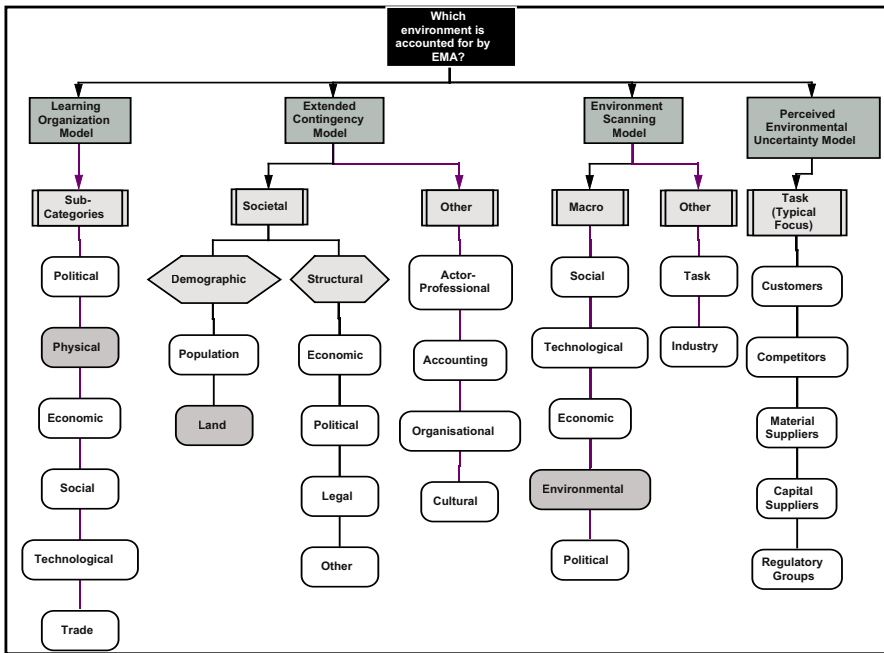 Which
environment is
accounted for by
EMA?
Learning
Organization
Model
Extended
Contingency
Model
Environment
Scanning
Model
Perceived
Environmental
Uncertainty Model
Sub-
Categories
Societal
Other
Macro
Other
Task
(Typical
Focus)
Political
Physical
Economic
Social
Technological
Trade
Demographic
Population
Land
Structural
Economic
Political
Legal
Other
Actor-
Professional
Accounting
Organisational
Cultural
Social
Technological
Economic
Environmental
Political
Task
Industry
Customers
Competitors
Material
Suppliers
Capital
Suppliers
Regulatory
Groups